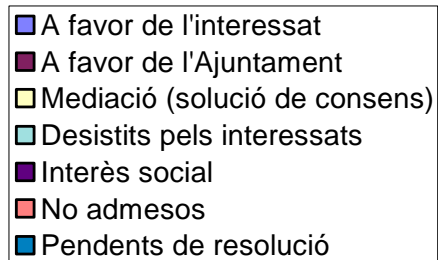 A favor de l'interessat
A favor de l'Ajuntament
Mediació (solució de consens)
Desistits pels interessats
Interès social
No admesos
Pendents de resolució